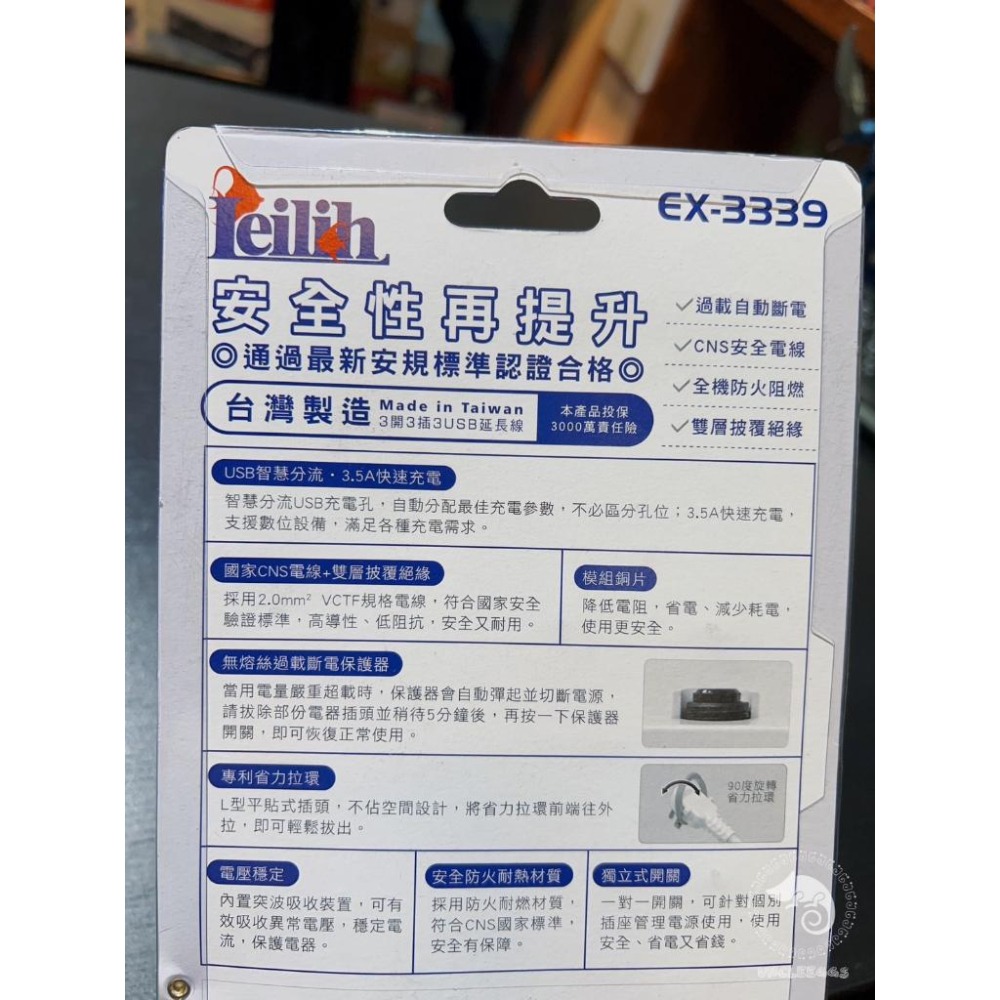 Peilih
EX-3339
安全性再提升
◎通過最新安規標準認證合格◎
台灣製造 Made in Taiwan
3開3插3USB延長線
本產品投保
3000萬責任險
✓過載自動斷電
✓CNS安全電線
✓全機防火阻燃
✓雙層披覆絕緣
USB智慧分流・3.5A快速充電
智慧分流USB充電孔，自動分配最佳充電參數，不必區分孔位；3.5A快速充電，
支援數位設備，滿足各種充電需求。
國家CNS電線+雙層披覆絕緣
採用2.0mm² VCTF規格電線，符合國家安全
驗證標準，高導性、低阻抗，安全又耐用。
模組銅片
降低電阻，省電、減少耗電，
使用更安全。
無熔絲過載斷電保護器
當用電量嚴重超載時，保護器會自動彈起並切斷電源，
請拔除部份電器插頭並稍待5分鐘後，再按一下保護器
開關，即可恢復正常使用。
專利省力拉環
L型平貼式插頭，不佔空間設計，將省力拉環前端往外
拉，即可輕鬆拔出。
90度旋轉
省力拉環
電壓穩定
內置突波吸收裝置，可有
效吸收異常電壓，穩定電
流，保護電器。
安全防火耐熱材質
採用防火耐燃材質，
符合CNS國家標準，
安全有保障。
獨立式開關
一對一開關，可針對個別
插座管理電源使用，使用
安全、省電又省錢。